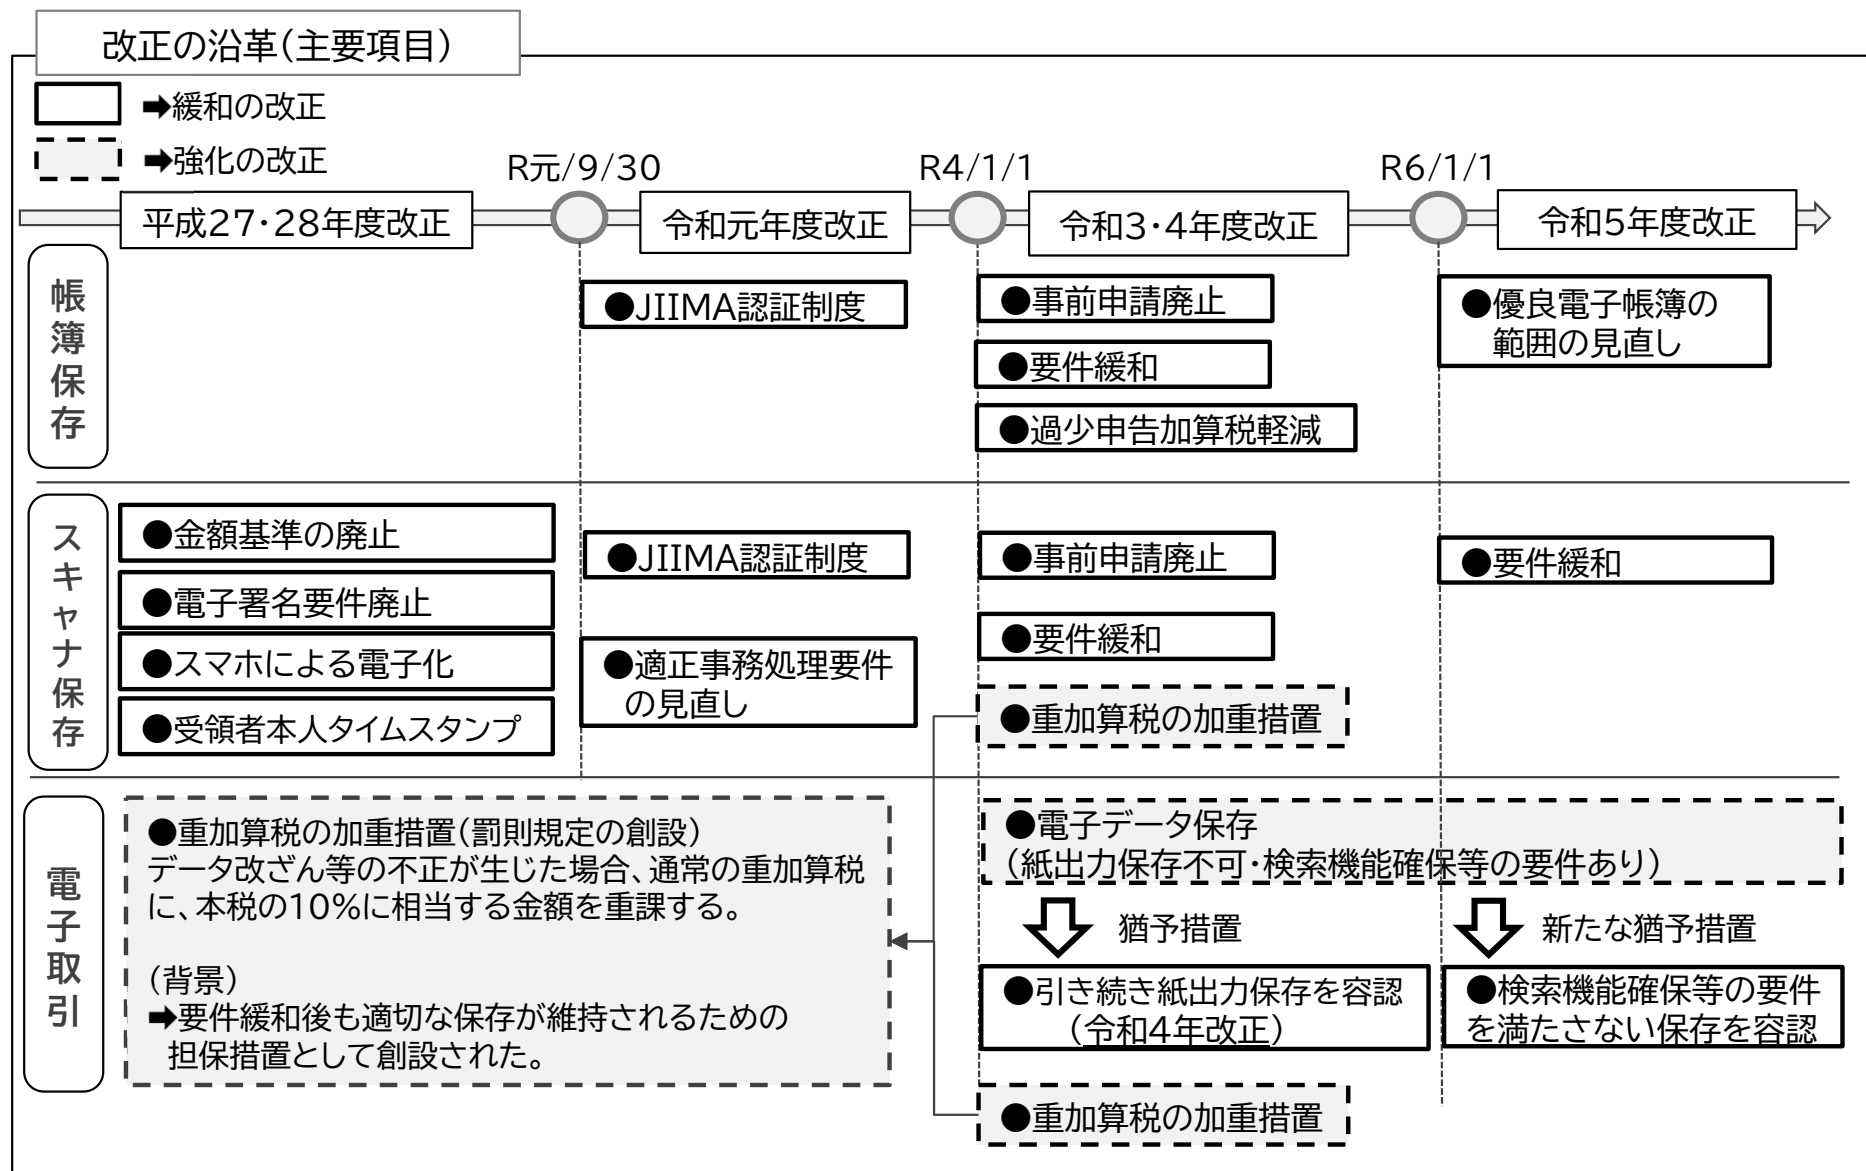 改正の沿革(主要項目)
➡緩和の改正
➡強化の改正
R元/9/30
R4/1/1
R6/1/1
平成27・28年度改正
令和元年度改正
令和3・4年度改正
令和5年度改正
帳簿保存
●JIIMA認証制度
●事前申請廃止
●要件緩和
●過少申告加算税軽減
●優良電子帳簿の
範囲の見直し
スキャナ保存
●金額基準の廃止
●電子署名要件廃止
●スマホによる電子化
●受領者本人タイムスタンプ
●JIIMA認証制度
●適正事務処理要件
の見直し
●事前申請廃止
●要件緩和
●重加算税の加重措置
●要件緩和
電子取引
●重加算税の加重措置(罰則規定の創設)
データ改ざん等の不正が生じた場合、通常の重加算税
に、本税の10%に相当する金額を重課する。
(背景)
➡要件緩和後も適切な保存が維持されるための
担保措置として創設された。
●電子データ保存
(紙出力保存不可・検索機能確保等の要件あり)
猶予措置
新たな猶予措置
●引き続き紙出力保存を容認
(令和4年改正)
●検索機能確保等の要件
を満たさない保存を容認
●重加算税の加重措置